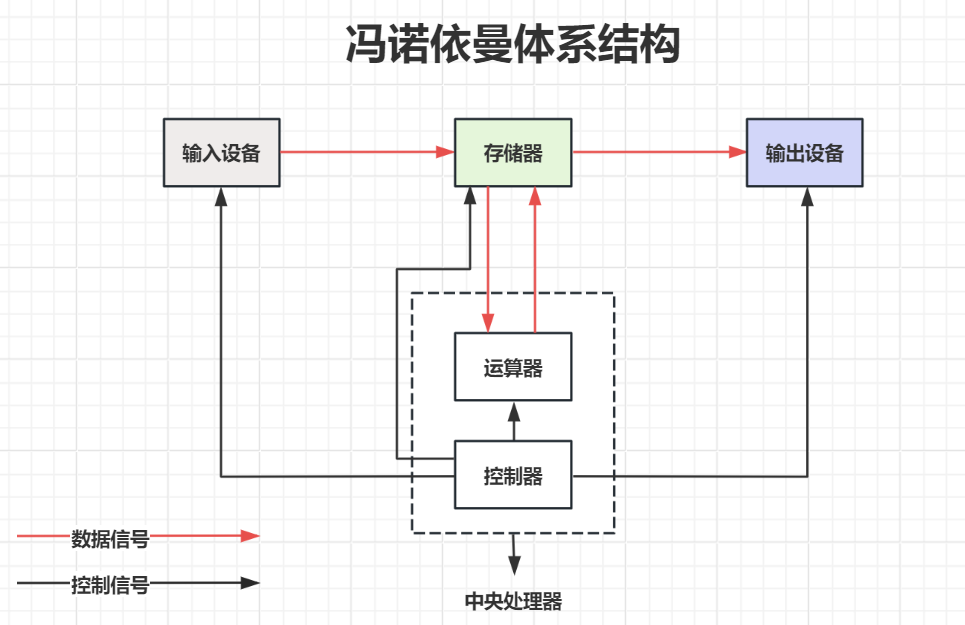 冯诺依曼体系结构
输入设备
存储器
输出设备
运算器
控制器
数据信号
控制信号
中央处理器